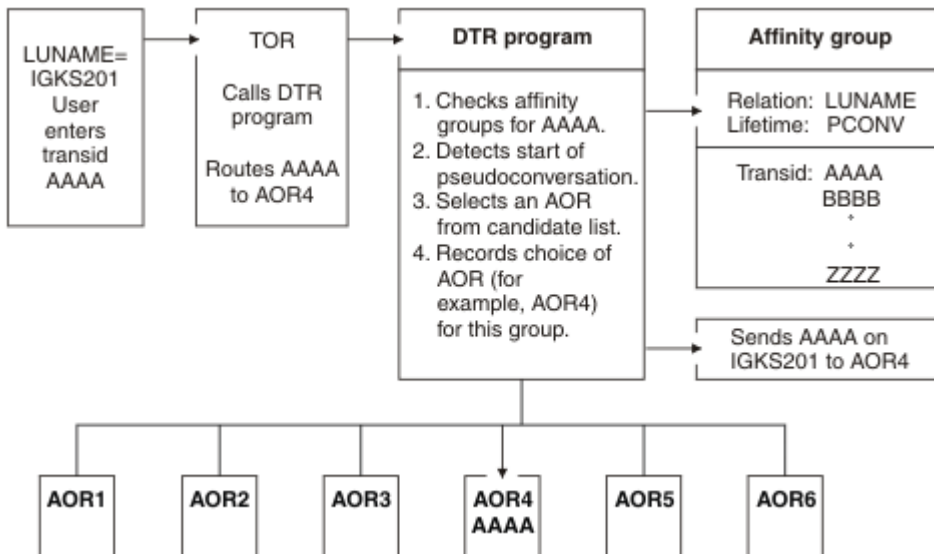 LUNAME=
IGKS201
User
enters
transid
AAAA
TOR
Calls DTR
program
Routes AAAA
to AOR4
DTR program
1. Checks affinity
groups for AAAA.
2. Detects start of
pseudoconversation.
3. Selects an AOR
from candidate list.
4. Records choice of
AOR (for
example, AOR4)
for this group.
Affinity group
Relation: LUNAME
Lifetime: PCONV
Transid: AAAA
BBBB
ZZZZ
Sends AAAA on
IGKS201 to AOR4
AOR1
AOR2
AOR3
AOR4
AAAA
AOR5
AOR6